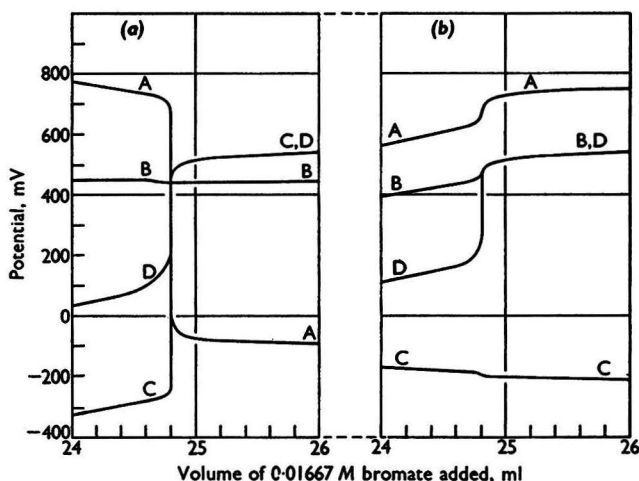 (a)
(b)
800
600
400
200
0
−200
−400
Potential, mV
A
B
B
C,D
D
A
C
A
A
B
B,D
D
C
C
24
25
26
24
25
26
Volume of 0·01667 M bromate added, ml